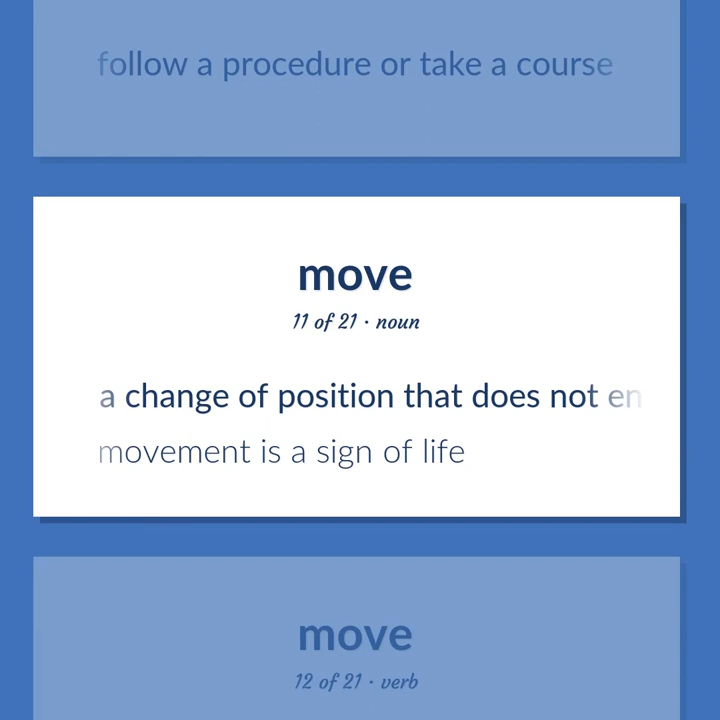 follow a procedure or take a course
move
11 of 21 · noun
a change of position that does not en
movement is a sign of life
move
12 of 21 · verb